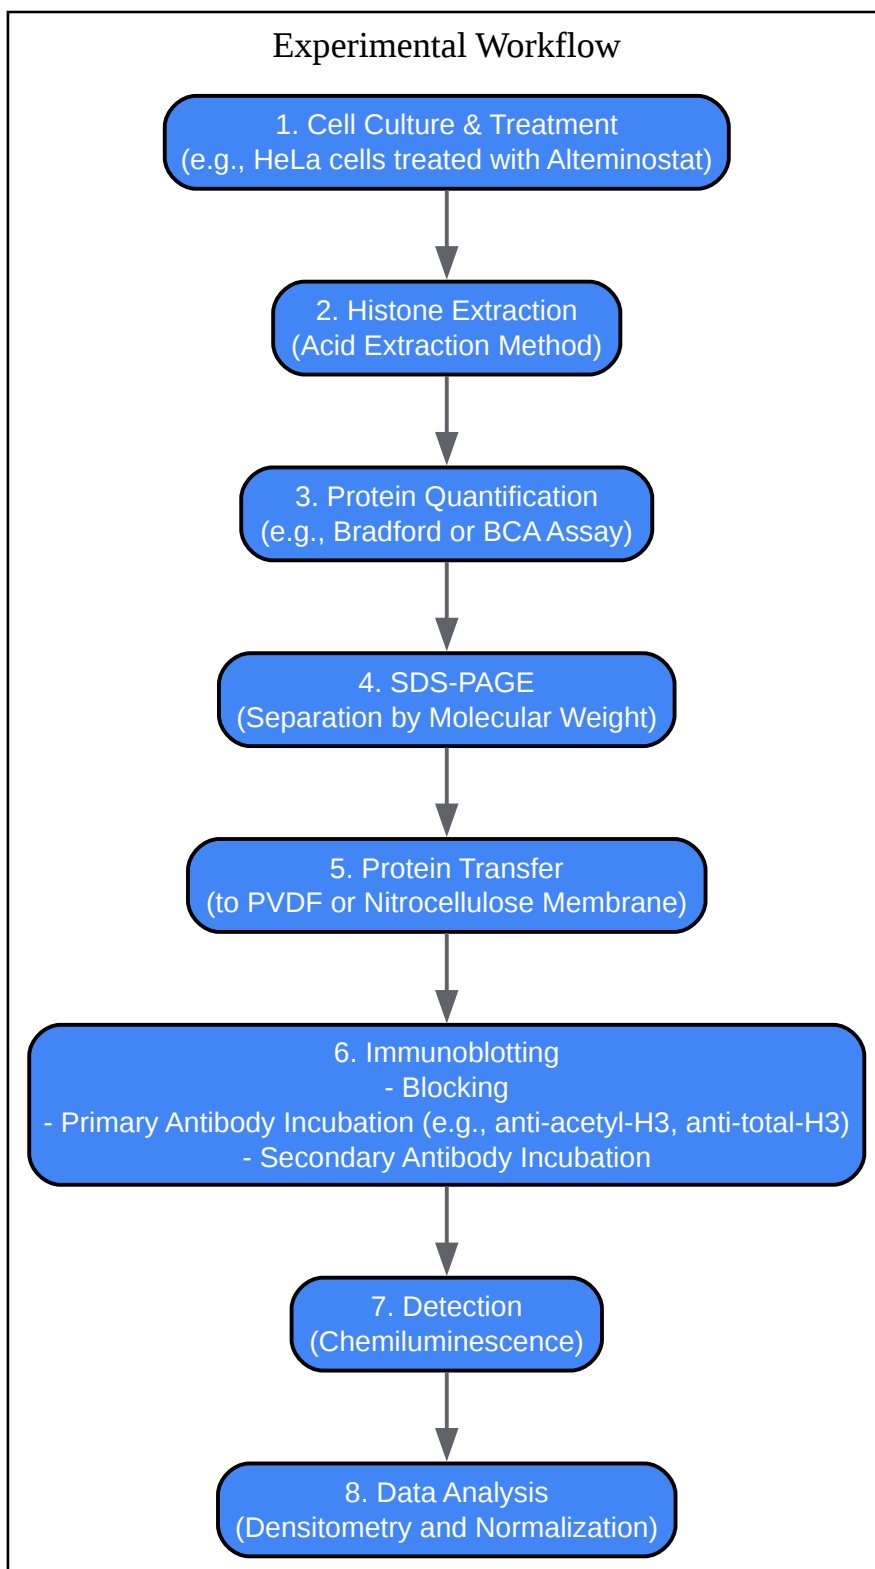 Experimental Workflow
1. Cell Culture & Treatment
(e.g., HeLa cells treated with Alteminostat)
2. Histone Extraction
(Acid Extraction Method)
3. Protein Quantification
(e.g., Bradford or BCA Assay)
4. SDS-PAGE
(Separation by Molecular Weight)
5. Protein Transfer
(to PVDF or Nitrocellulose Membrane)
6. Immunoblotting
- Blocking
- Primary Antibody Incubation (e.g., anti-acetyl-H3, anti-total-H3)
- Secondary Antibody Incubation
7. Detection
(Chemiluminescence)
8. Data Analysis
(Densitometry and Normalization)